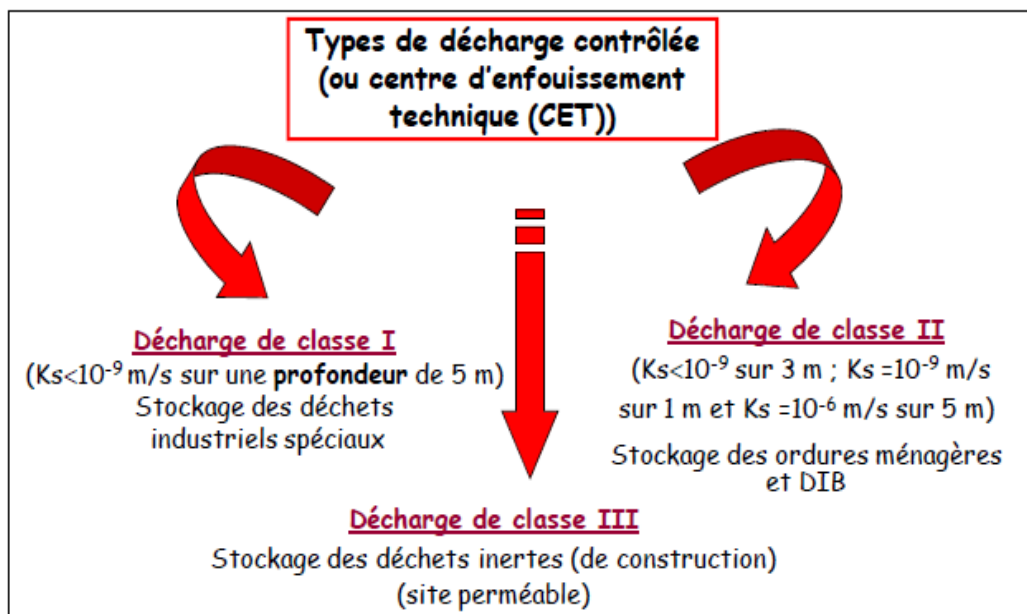 Types de décharge contrôlée
(ou centre d'enfouissement
technique (CET))
Décharge de classe I
(Ks<10⁻⁹ m/s sur une profondeur de 5 m)
Stockage des déchets
industriels spéciaux
Décharge de classe II
(Ks<10⁻⁹ sur 3 m ; Ks =10⁻⁹ m/s
sur 1 m et Ks =10⁻⁶ m/s sur 5 m)
Stockage des ordures ménagères
et DIB
Décharge de classe III
Stockage des déchets inertes (de construction)
(site perméable)